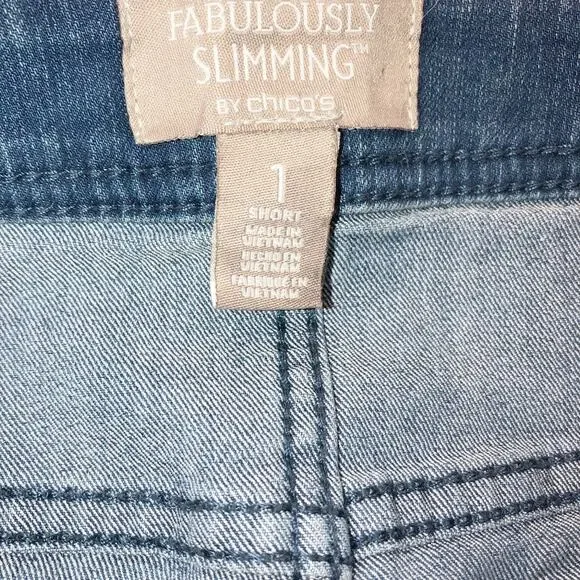 FABULOUSLY
SLIMMING™
BY chico's
1
SHORT
MADE IN
VIETNAM
HECHO EN
VIETNAM
FABRIQUÉ EN
VIETNAM